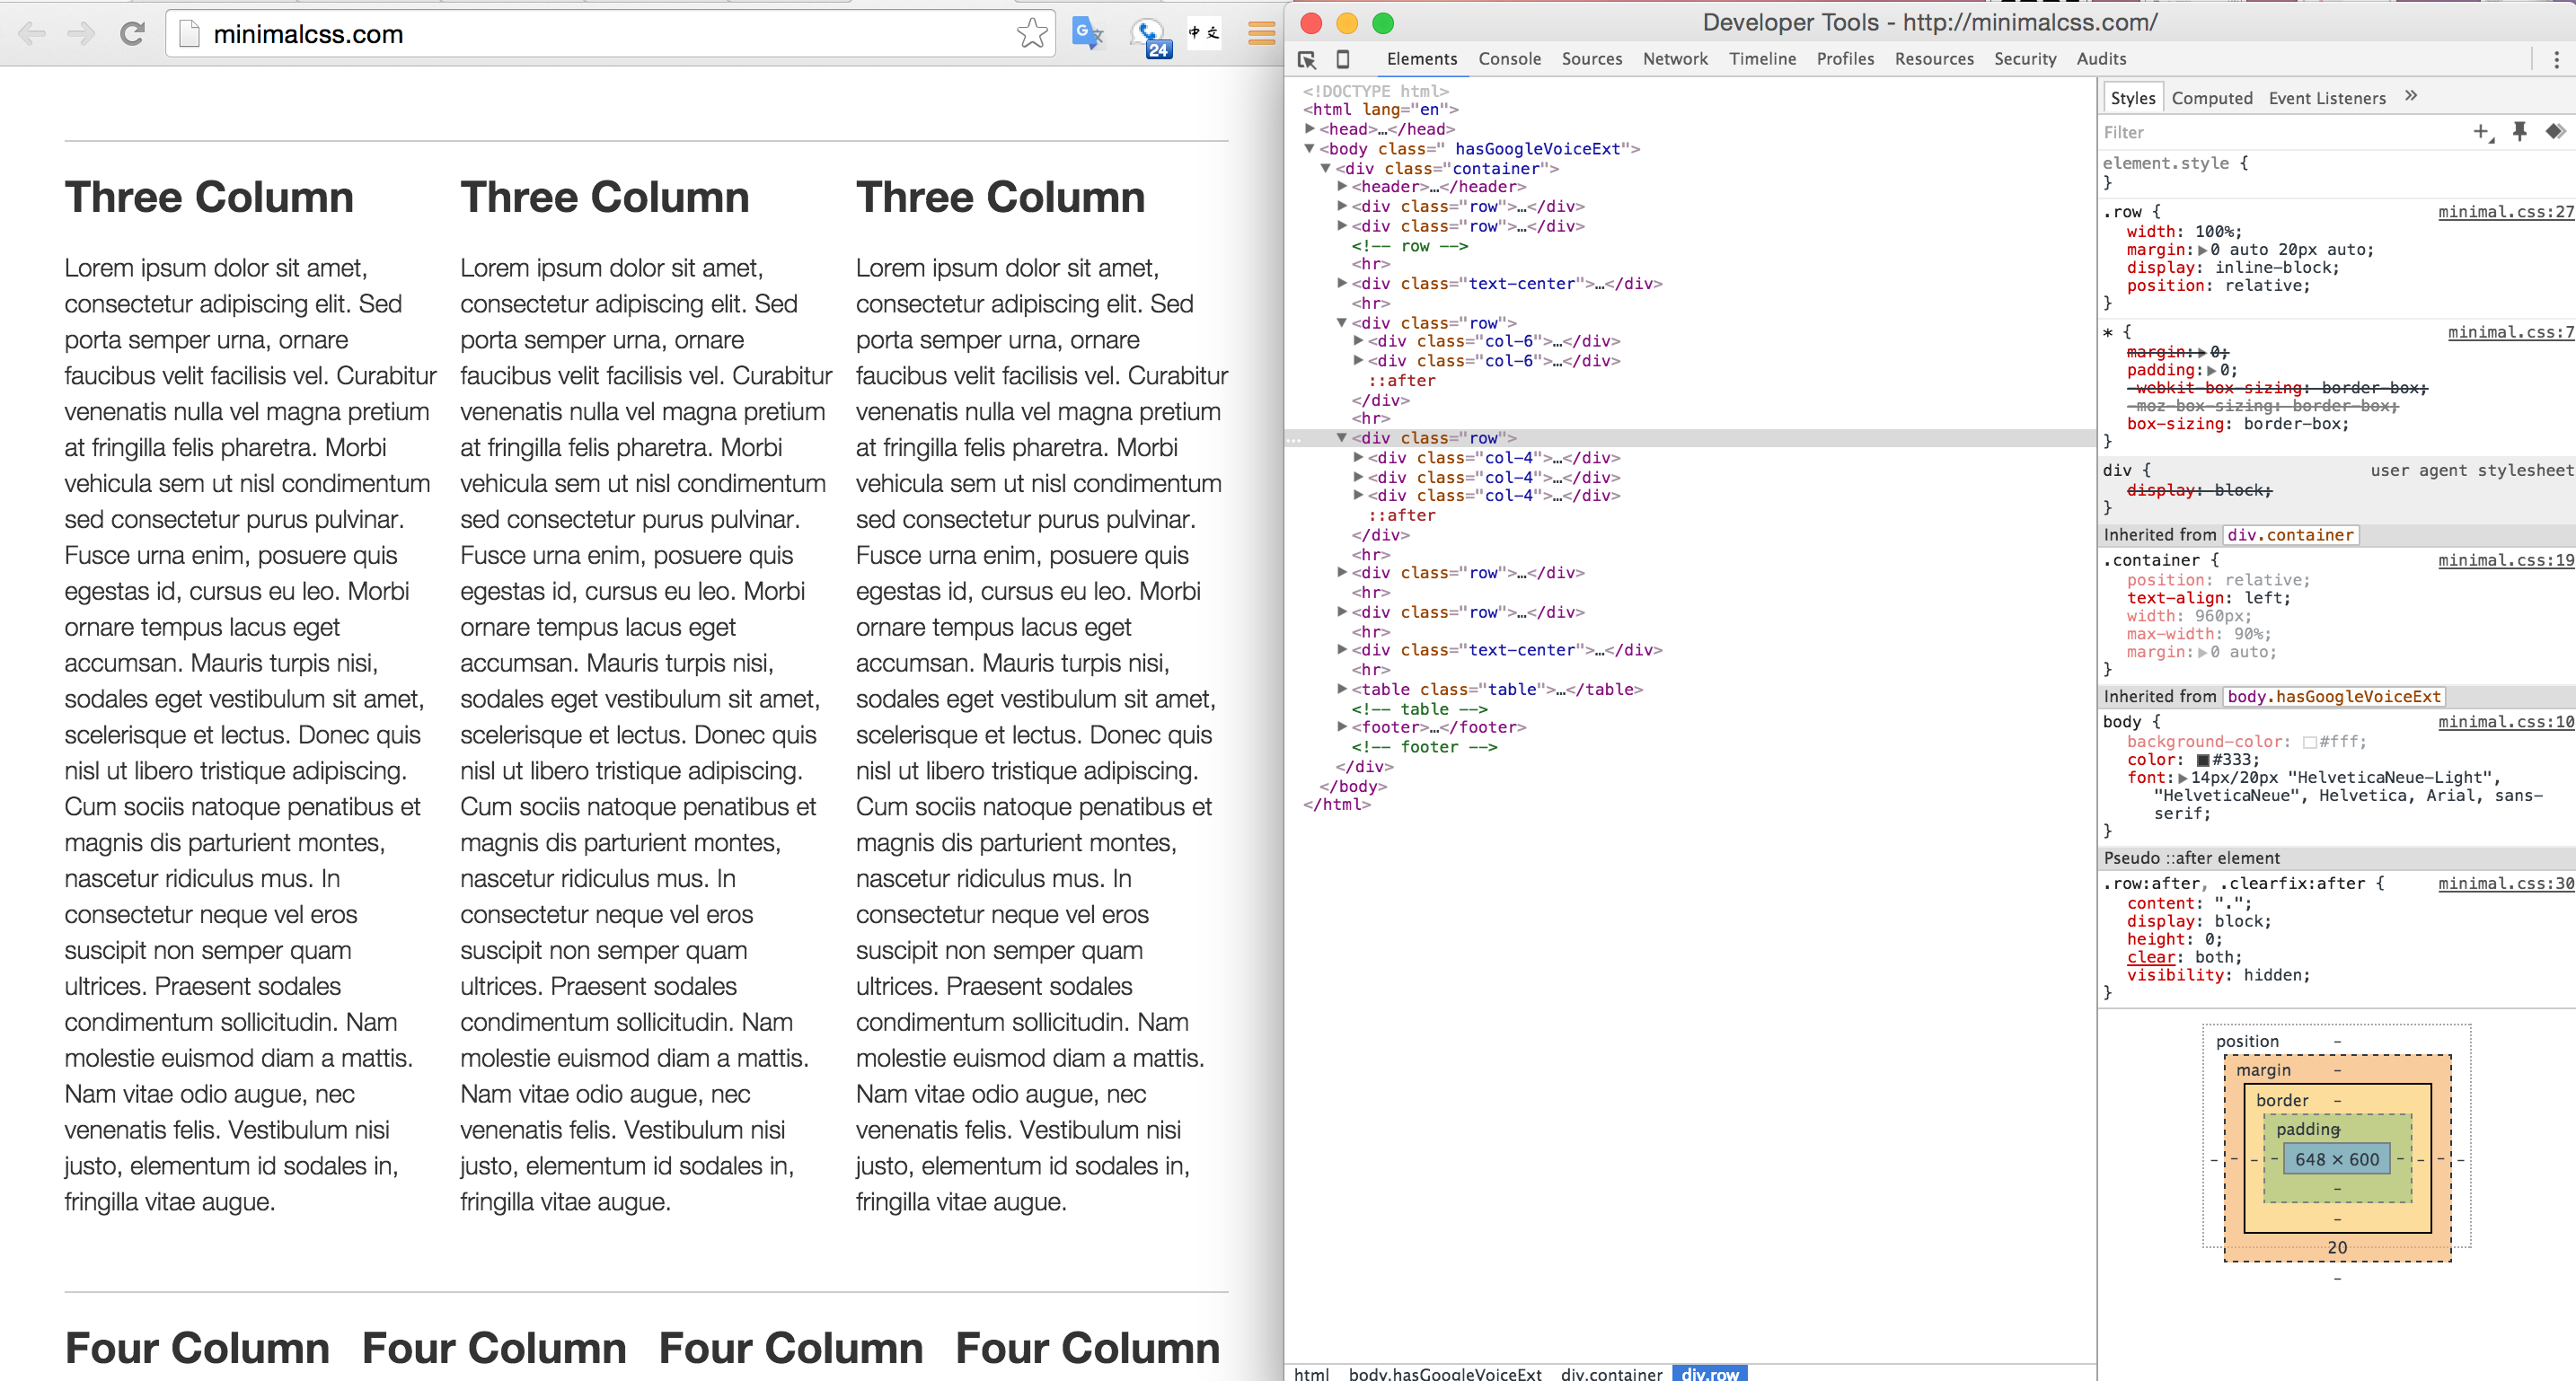 minimalcss.com
24
中文
Three Column
Lorem ipsum dolor sit amet,
consectetur adipiscing elit. Sed
porta semper urna, ornare
faucibus velit facilisis vel. Curabitur
venenatis nulla vel magna pretium
at fringilla felis pharetra. Morbi
vehicula sem ut nisl condimentum
sed consectetur purus pulvinar.
Fusce urna enim, posuere quis
egestas id, cursus eu leo. Morbi
ornare tempus lacus eget
accumsan. Mauris turpis nisi,
sodales eget vestibulum sit amet,
scelerisque et lectus. Donec quis
nisl ut libero tristique adipiscing.
Cum sociis natoque penatibus et
magnis dis parturient montes,
nascetur ridiculus mus. In
consectetur neque vel eros
suscipit non semper quam
ultrices. Praesent sodales
condimentum sollicitudin. Nam
molestie euismod diam a mattis.
Nam vitae odio augue, nec
venenatis felis. Vestibulum nisi
justo, elementum id sodales in,
fringilla vitae augue.
Three Column
Lorem ipsum dolor sit amet,
consectetur adipiscing elit. Sed
porta semper urna, ornare
faucibus velit facilisis vel. Curabitur
venenatis nulla vel magna pretium
at fringilla felis pharetra. Morbi
vehicula sem ut nisl condimentum
sed consectetur purus pulvinar.
Fusce urna enim, posuere quis
egestas id, cursus eu leo. Morbi
ornare tempus lacus eget
accumsan. Mauris turpis nisi,
sodales eget vestibulum sit amet,
scelerisque et lectus. Donec quis
nisl ut libero tristique adipiscing.
Cum sociis natoque penatibus et
magnis dis parturient montes,
nascetur ridiculus mus. In
consectetur neque vel eros
suscipit non semper quam
ultrices. Praesent sodales
condimentum sollicitudin. Nam
molestie euismod diam a mattis.
Nam vitae odio augue, nec
venenatis felis. Vestibulum nisi
justo, elementum id sodales in,
fringilla vitae augue.
Three Column
Lorem ipsum dolor sit amet,
consectetur adipiscing elit. Sed
porta semper urna, ornare
faucibus velit facilisis vel. Curabitur
venenatis nulla vel magna pretium
at fringilla felis pharetra. Morbi
vehicula sem ut nisl condimentum
sed consectetur purus pulvinar.
Fusce urna enim, posuere quis
egestas id, cursus eu leo. Morbi
ornare tempus lacus eget
accumsan. Mauris turpis nisi,
sodales eget vestibulum sit amet,
scelerisque et lectus. Donec quis
nisl ut libero tristique adipiscing.
Cum sociis natoque penatibus et
magnis dis parturient montes,
nascetur ridiculus mus. In
consectetur neque vel eros
suscipit non semper quam
ultrices. Praesent sodales
condimentum sollicitudin. Nam
molestie euismod diam a mattis.
Nam vitae odio augue, nec
venenatis felis. Vestibulum nisi
justo, elementum id sodales in,
fringilla vitae augue.
Four Column Four Column Four Column Four Column
Developer Tools - http://minimalcss.com/
Elements Console Sources Network Timeline Profiles Resources Security Audits
<!DOCTYPE html>
<html lang="en">
<head>…</head>
<body class=" hasGoogleVoiceExt">
<div class="container">
<header>…</header>
<div class="row">…</div>
<div class="row">…</div>
<!-- row -->
<hr>
<div class="text-center">…</div>
<hr>
<div class="row">
<div class="col-6">…</div>
<div class="col-6">…</div>
::after
</div>
<hr>
... <div class="row">
<div class="col-4">…</div>
<div class="col-4">…</div>
<div class="col-4">…</div>
::after
</div>
<hr>
<div class="row">…</div>
<hr>
<div class="row">…</div>
<hr>
<div class="text-center">…</div>
<hr>
<table class="table">…</table>
<!-- table -->
<footer>…</footer>
<!-- footer -->
</div>
</body>
</html>
html body.hasGoogleVoiceExt div.container div.row
Styles Computed Event Listeners »
Filter
element.style {
}
.row { minimal.css:27
width: 100%;
margin: 0 auto 20px auto;
display: inline-block;
position: relative;
}
* { minimal.css:7
margin: 0;
padding: 0;
-webkit-box-sizing: border-box;
-moz-box-sizing: border-box;
box-sizing: border-box;
}
div { user agent stylesheet
display: block;
}
Inherited from div.container
.container { minimal.css:19
position: relative;
text-align: left;
width: 960px;
max-width: 90%;
margin: 0 auto;
}
Inherited from body.hasGoogleVoiceExt
body { minimal.css:10
background-color: #fff;
color: #333;
font: 14px/20px "HelveticaNeue-Light",
"HelveticaNeue", Helvetica, Arial, sans-
serif;
}
Pseudo ::after element
.row:after, .clearfix:after { minimal.css:30
content: ".";
display: block;
height: 0;
clear: both;
visibility: hidden;
}
position -
margin -
border -
padding -
- - - - 648 × 600 - - - -
-
-
20
-